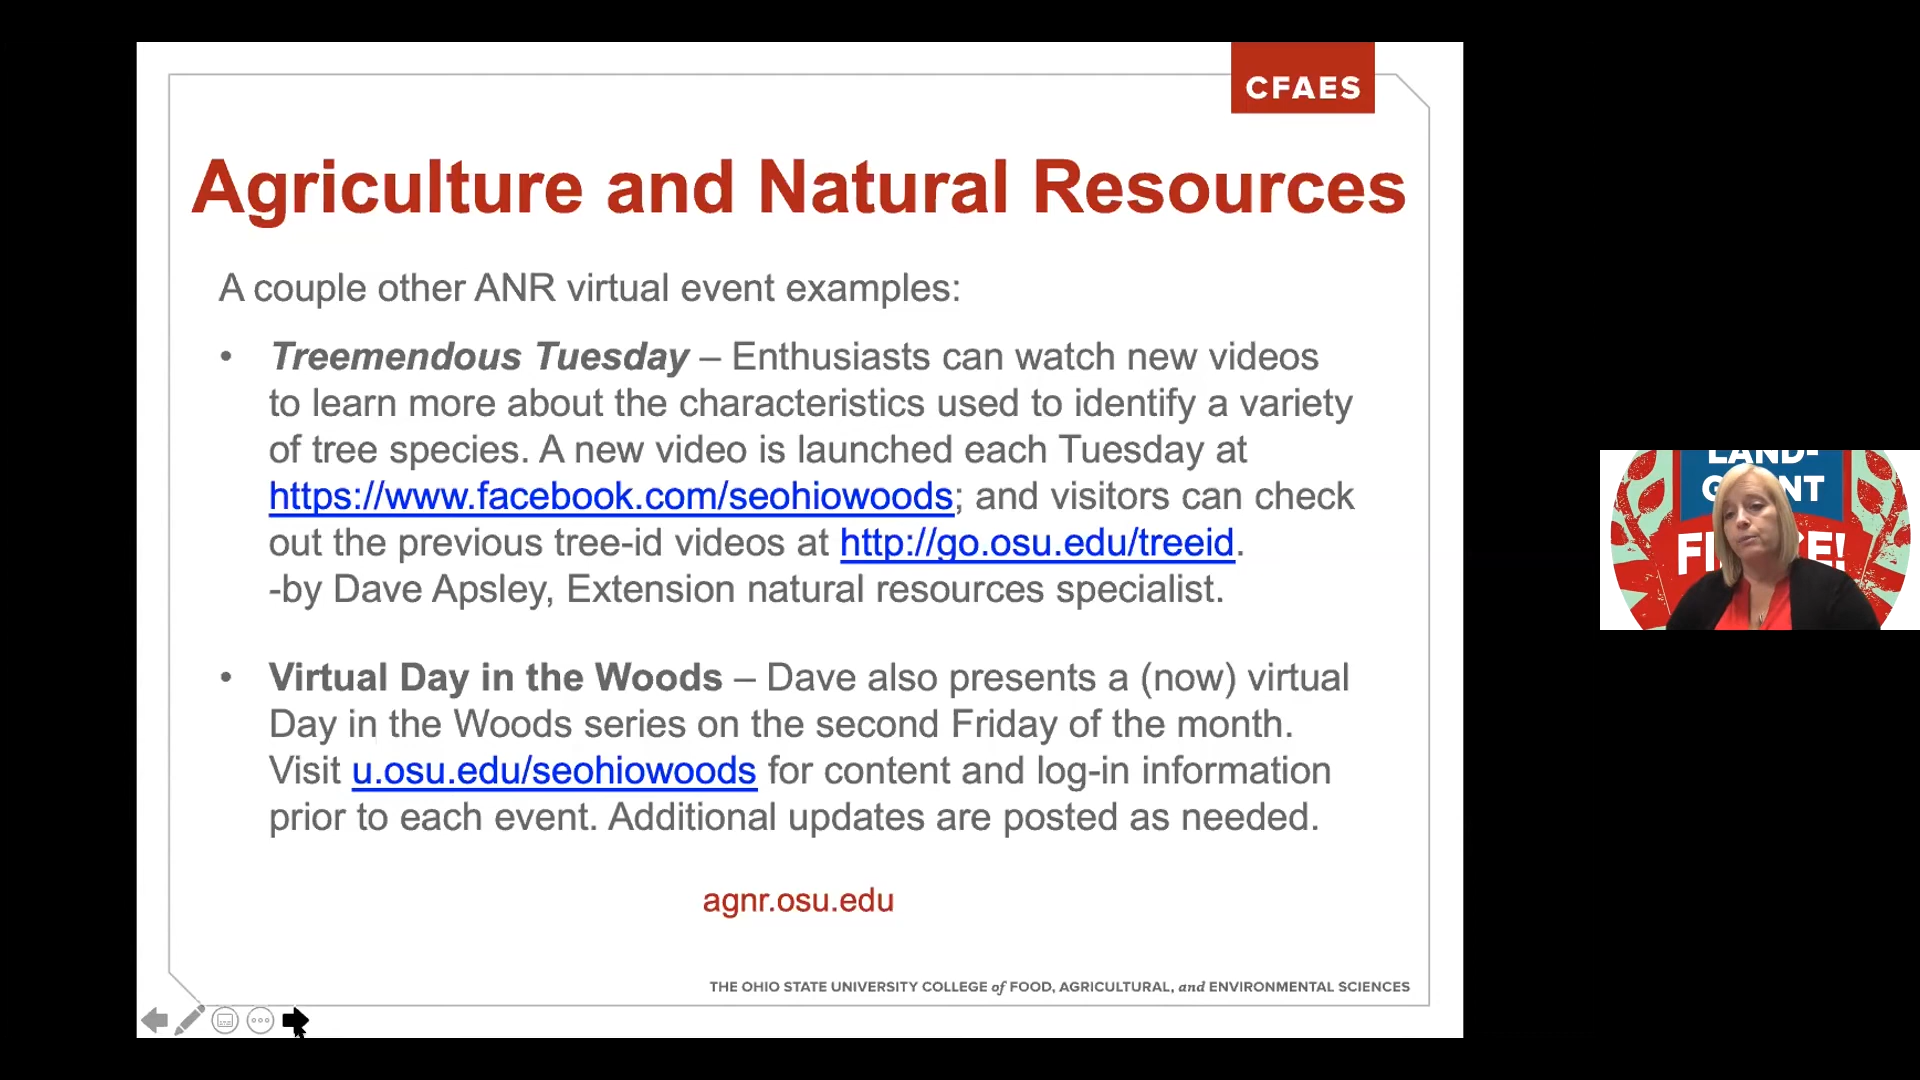 CFAES
Agriculture and Natural Resources
A couple other ANR virtual event examples:
• Treemendous Tuesday – Enthusiasts can watch new videos
to learn more about the characteristics used to identify a variety
of tree species. A new video is launched each Tuesday at
https://www.facebook.com/seohiowoods; and visitors can check
out the previous tree-id videos at http://go.osu.edu/treeid.
-by Dave Apsley, Extension natural resources specialist.
• Virtual Day in the Woods – Dave also presents a (now) virtual
Day in the Woods series on the second Friday of the month.
Visit u.osu.edu/seohiowoods for content and log-in information
prior to each event. Additional updates are posted as needed.
agnr.osu.edu
THE OHIO STATE UNIVERSITY COLLEGE of FOOD, AGRICULTURAL, and ENVIRONMENTAL SCIENCES
LAND-